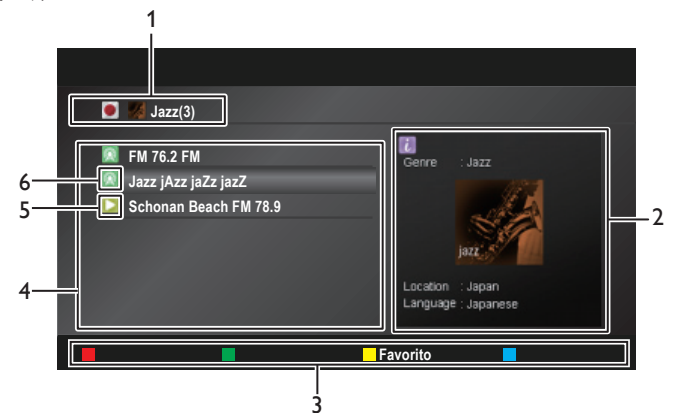 1
Jazz(3)
FM 76.2 FM
Genre : Jazz
6
Jazz jAzz jaZz jazZ
5
Schonan Beach FM 78.9
2
jazz
4
Location : Japan
Language : Japanese
Favorito
3